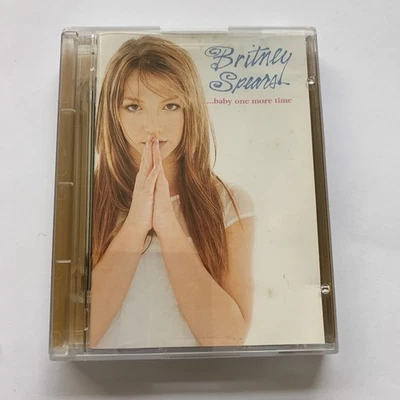 Britney
Spears
...baby one more time